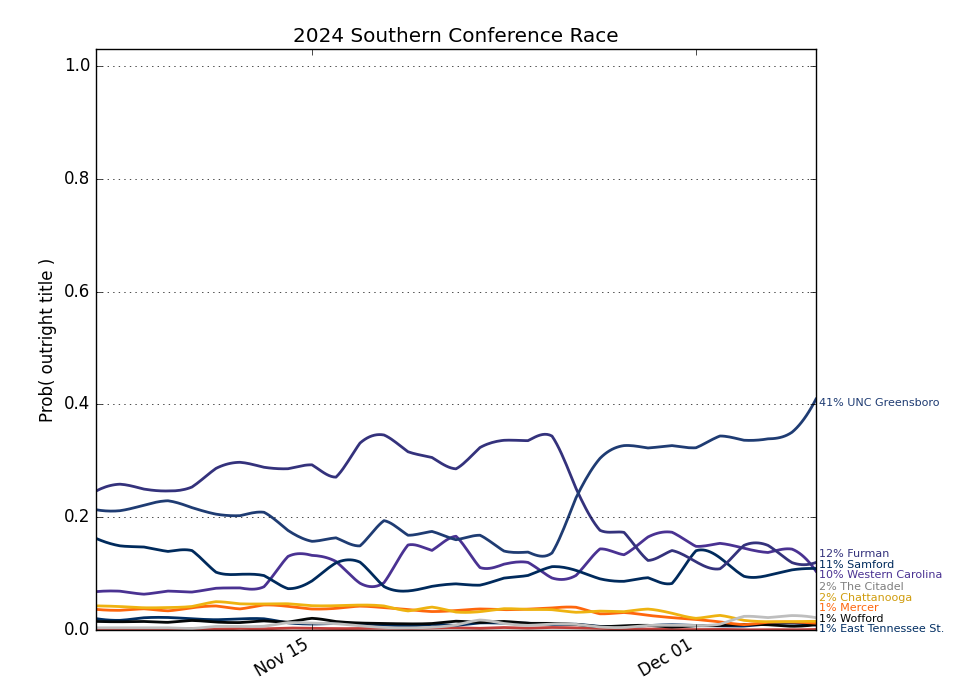 2024 Southern Conference Race
Prob( outright title )
1.0
0.8
0.6
0.4
0.2
0.0
Nov 15
Dec 01
41% UNC Greensboro
12% Furman
11% Samford
10% Western Carolina
2% The Citadel
2% Chattanooga
1% Mercer
1% Wofford
1% East Tennessee St.